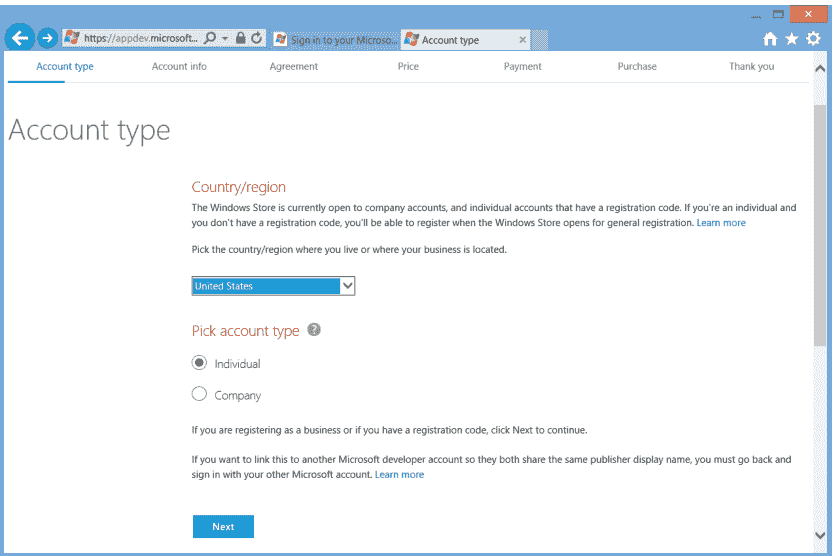 https://appdev.microsoft... Sign in to your Microso... Account type
Account type Account info Agreement Price Payment Purchase Thank you
Account type
Country/region
The Windows Store is currently open to company accounts, and individual accounts that have a registration code. If you're an individual and
you don't have a registration code, you'll be able to register when the Windows Store opens for general registration. Learn more
Pick the country/region where you live or where your business is located.
United States
Pick account type ?
Individual
Company
If you are registering as a business or if you have a registration code, click Next to continue.
If you want to link this to another Microsoft developer account so they both share the same publisher display name, you must go back and
sign in with your other Microsoft account. Learn more
Next